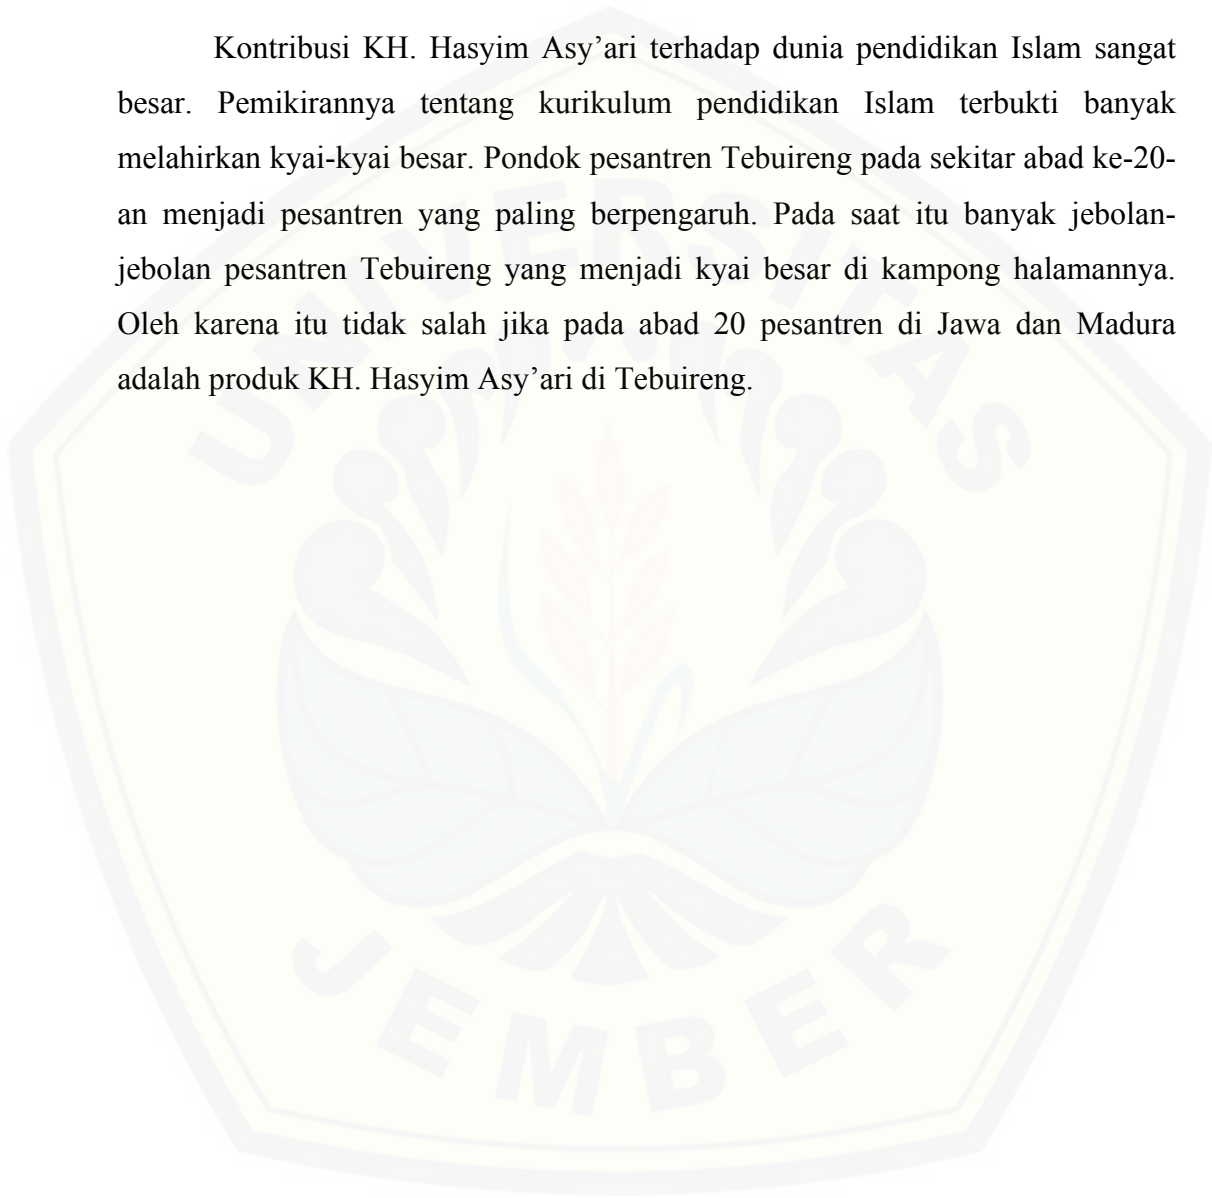 Kontribusi KH. Hasyim Asy’ari terhadap dunia pendidikan Islam sangat
besar. Pemikirannya tentang kurikulum pendidikan Islam terbukti banyak
melahirkan kyai-kyai besar. Pondok pesantren Tebuireng pada sekitar abad ke-20-
an menjadi pesantren yang paling berpengaruh. Pada saat itu banyak jebolan-
jebolan pesantren Tebuireng yang menjadi kyai besar di kampong halamannya.
Oleh karena itu tidak salah jika pada abad 20 pesantren di Jawa dan Madura
adalah produk KH. Hasyim Asy’ari di Tebuireng.
UNIVERSITAS
JEMBER